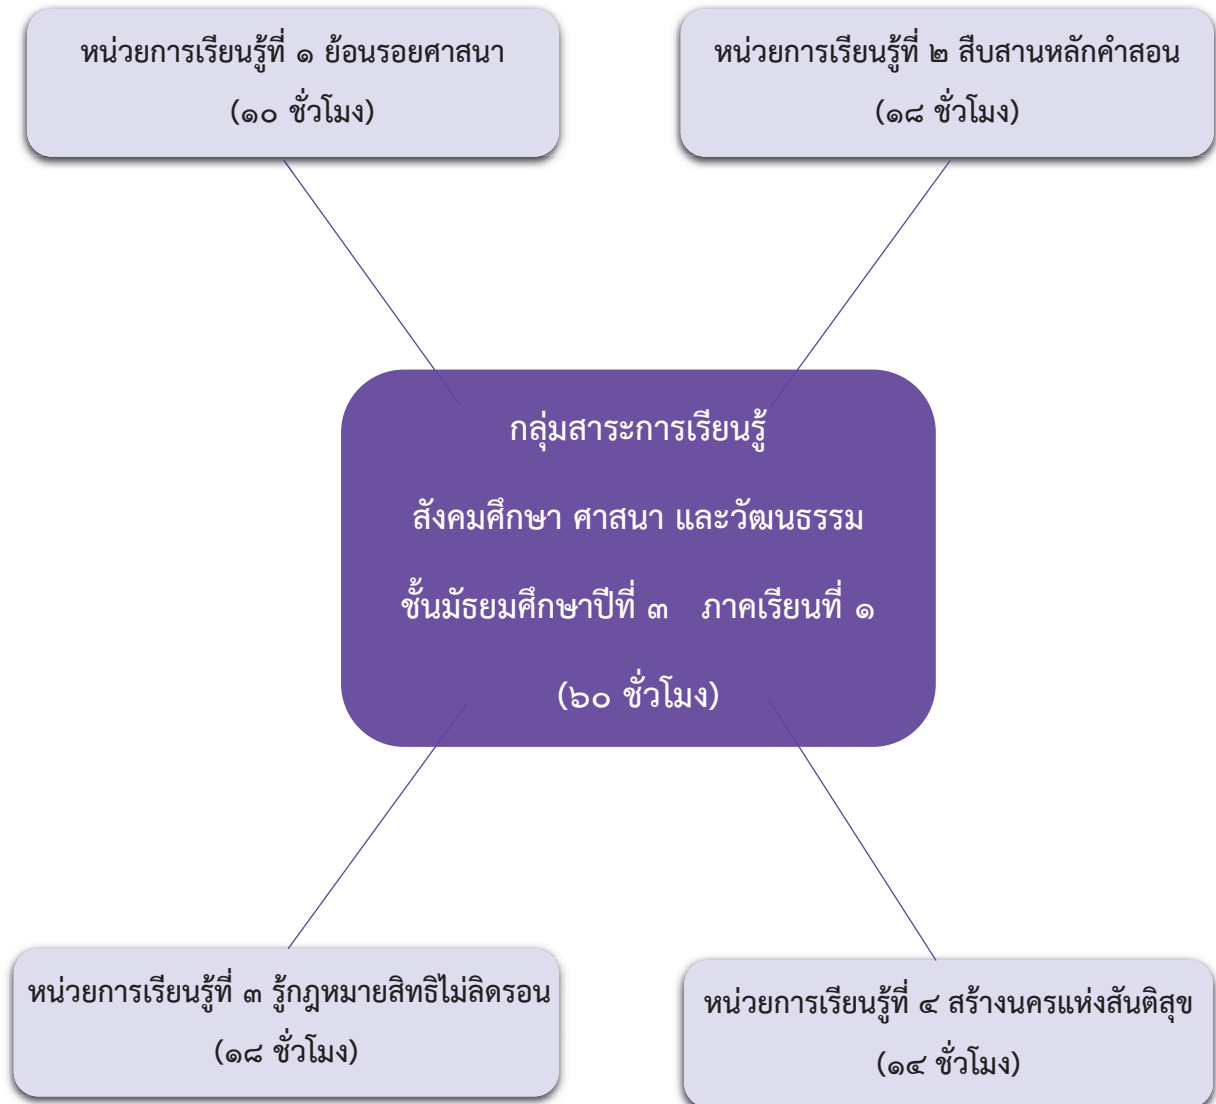 หน่วยการเรียนรู้ที่ ๑ ย้อนรอยศาสนา
(๑๐ ชั่วโมง)
หน่วยการเรียนรู้ที่ ๒ สืบสานหลักคำสอน
(๑๘ ชั่วโมง)
กลุ่มสาระการเรียนรู้
สังคมศึกษา ศาสนา และวัฒนธรรม
ชั้นมัธยมศึกษาปีที่ ๓ ภาคเรียนที่ ๑
(๖๐ ชั่วโมง)
หน่วยการเรียนรู้ที่ ๓ รู้กฎหมายสิทธิไม่ลิดรอน
(๑๘ ชั่วโมง)
หน่วยการเรียนรู้ที่ ๔ สร้างนครแห่งสันติสุข
(๑๔ ชั่วโมง)